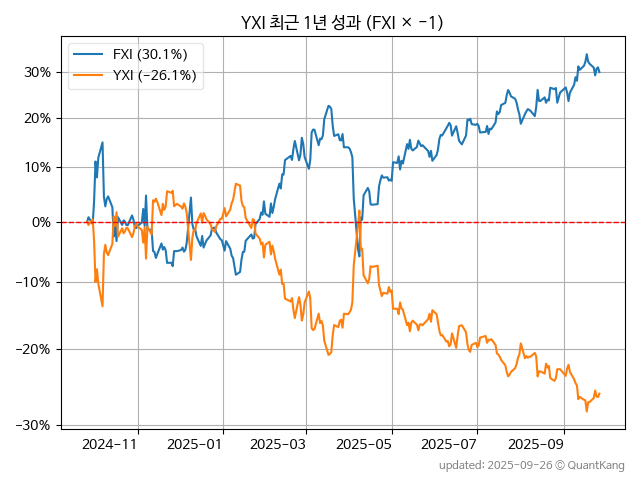 YXI 최근 1년 성과 (FXI × -1)
FXI (30.1%)
YXI (-26.1%)
30%
20%
10%
0%
-10%
-20%
-30%
2024-11 2025-01 2025-03 2025-05 2025-07 2025-09
updated: 2025-09-26 © QuantKang